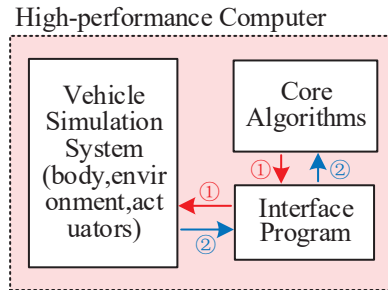 High-performance Computer
Vehicle
Simulation
System
(body,envir
onment,act
uators)
Core
Algorithms
① ②
①
②
Interface
Program